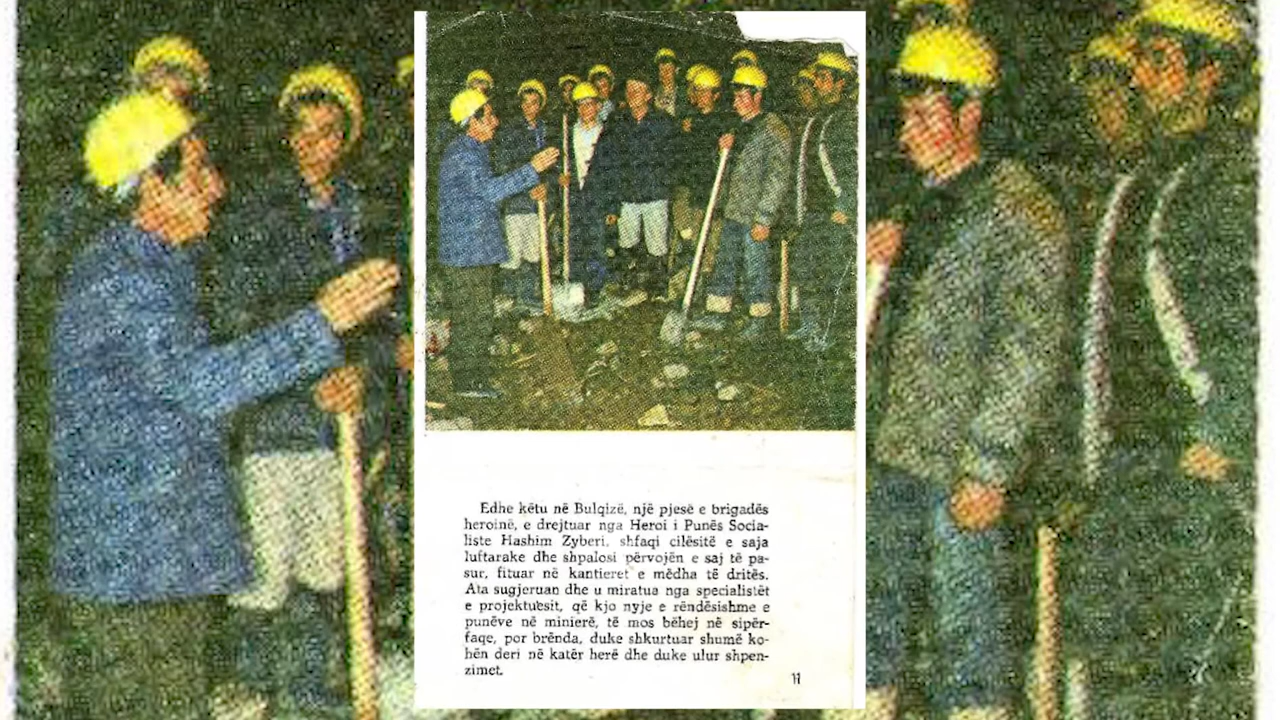 Edhe këtu në Bulqizë, një pjesë e brigadës
heroinë, e drejtuar nga Heroi i Punës Socia-
liste Hashim Zyberi, shfaqi cilësitë e saja
luftarake dhe shpalosi përvojën e saj të pa-
sur, fituar në kantieret e mëdha të dritës.
Ata sugjeruan dhe u miratua nga specialistët
e projektuesit, që kjo nyje e rëndësishme e
punëve në minierë, të mos bëhej në sipër-
faqe, por brënda, duke shkurtuar shumë ko-
hën deri në katër herë dhe duke ulur shpen-
zimet.
11